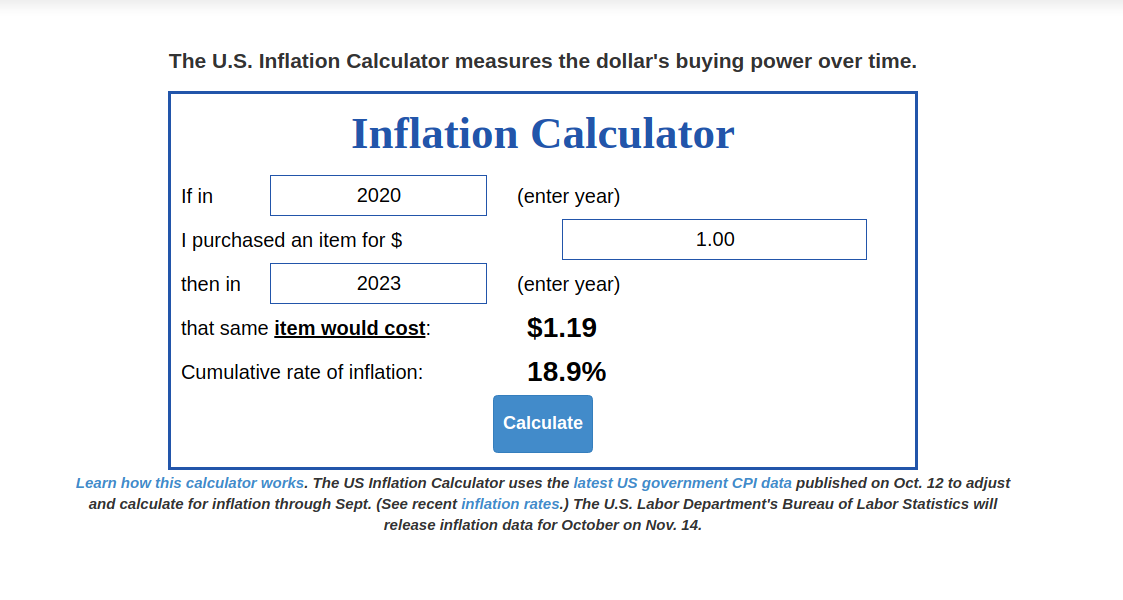 The U.S. Inflation Calculator measures the dollar's buying power over time.
Inflation Calculator
If in 2020 (enter year)
I purchased an item for $ 1.00
then in 2023 (enter year)
that same item would cost: $1.19
Cumulative rate of inflation: 18.9%
Calculate
Learn how this calculator works. The US Inflation Calculator uses the latest US government CPI data published on Oct. 12 to adjust
and calculate for inflation through Sept. (See recent inflation rates.) The U.S. Labor Department's Bureau of Labor Statistics will
release inflation data for October on Nov. 14.